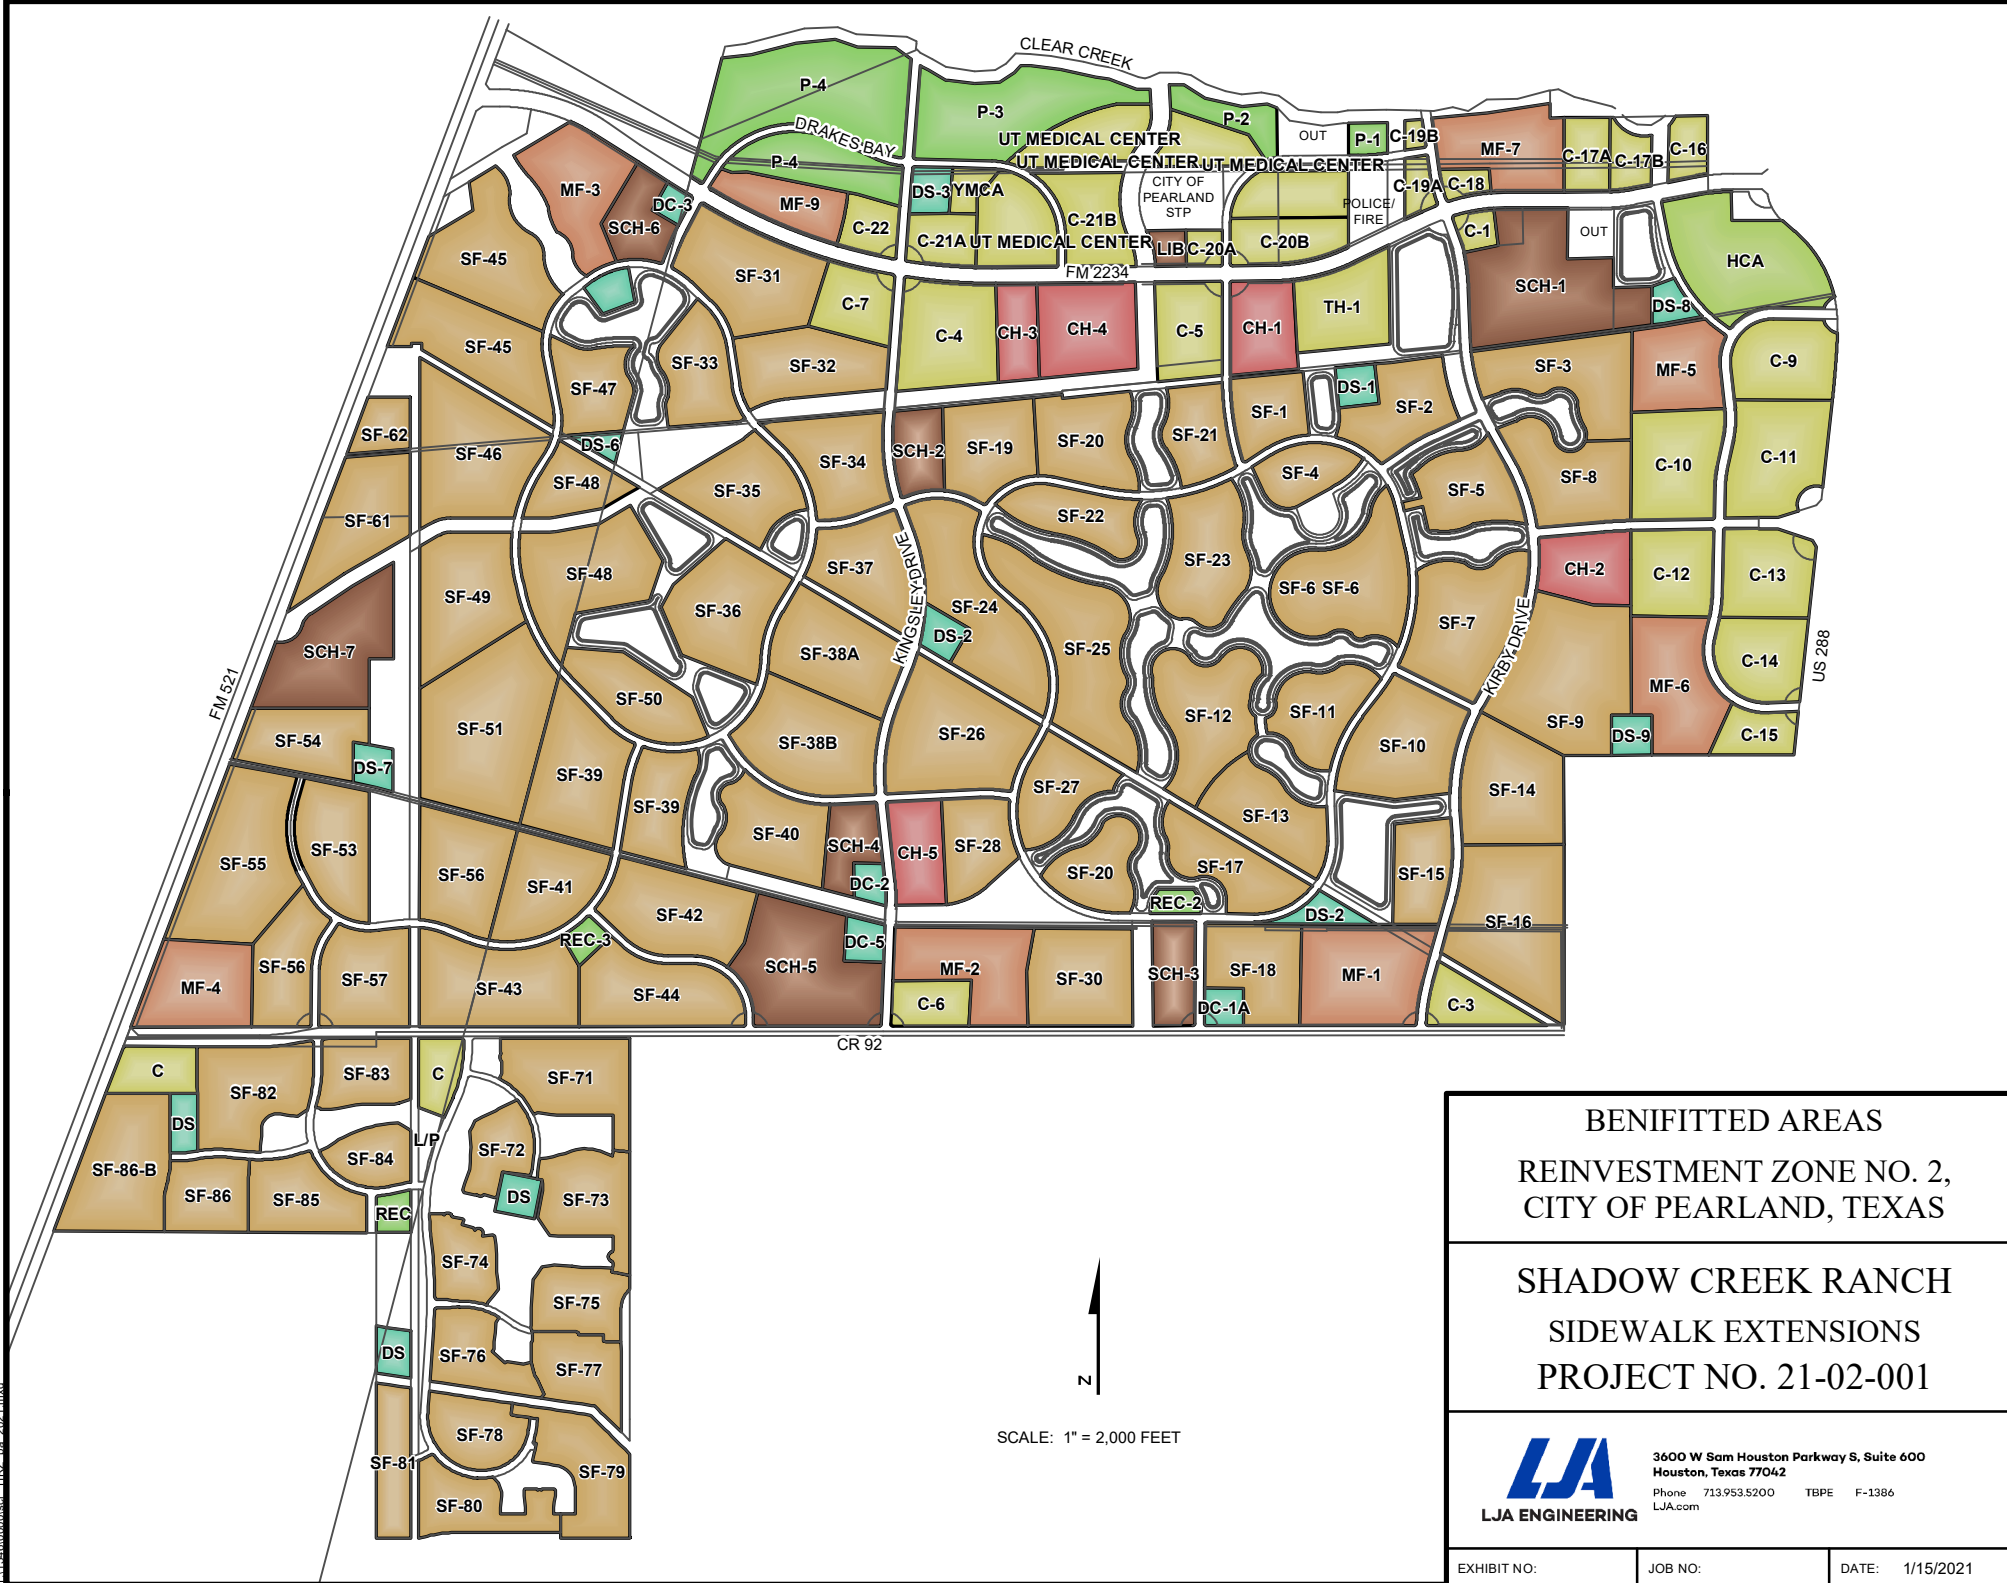 CLEAR CREEK
P-4
P-3
DRAKES BAY
P-4
P-2
OUT
P-1
C-19B
UT MEDICAL CENTER
UT MEDICAL CENTER
UT MEDICAL CENTER
MF-7
C-17A
C-17B
C-16
MF-3
DC-3
SCH-6
MF-9
C-22
DS-3
YMCA
CITY OF
PEARLAND
STP
C-21B
C-21A
UT MEDICAL CENTER
LIB
C-20A
C-20B
POLICE/
FIRE
C-19A
C-18
C-1
OUT
HCA
SCH-1
DS-8
FM 2234
SF-45
SF-31
C-7
C-4
CH-3
CH-4
C-5
CH-1
TH-1
SF-45
SF-47
SF-33
SF-32
SF-3
MF-5
C-9
DS-1
SF-1
SF-2
SF-62
SF-46
DS-6
SF-48
SF-35
SF-34
SCH-2
SF-19
SF-20
SF-21
SF-4
SF-5
SF-8
C-10
C-11
SF-61
SF-22
SF-48
SF-49
SF-36
SF-37
KINGSLEY DRIVE
SF-24
DS-2
SF-23
SF-6
SF-6
CH-2
C-12
C-13
SCH-7
SF-38A
SF-25
SF-7
KIRBY DRIVE
C-14
US 288
FM 521
SF-50
SF-51
SF-54
DS-7
SF-39
SF-38B
SF-26
SF-12
SF-11
SF-10
SF-9
MF-6
DS-9
C-15
SF-27
SF-14
SF-55
SF-53
SF-39
SF-40
SCH-4
CH-5
SF-28
SF-13
SF-56
SF-41
DC-2
SF-20
SF-17
SF-15
REC-2
SF-42
DS-2
SF-16
REC-3
DC-5
SF-56
MF-4
SF-57
SF-43
SF-44
SCH-5
MF-2
C-6
SF-30
SCH-3
SF-18
DC-1A
MF-1
C-3
CR 92
C
SF-82
SF-83
C
SF-71
DS
L/P
SF-72
SF-86-B
SF-84
SF-86
SF-85
DS
SF-73
REC
SF-74
SF-75
DS
SF-76
SF-77
SF-78
SF-81
SF-79
SF-80
N
SCALE: 1" = 2,000 FEET
BENIFITTED AREAS
REINVESTMENT ZONE NO. 2,
CITY OF PEARLAND, TEXAS
SHADOW CREEK RANCH
SIDEWALK EXTENSIONS
PROJECT NO. 21-02-001
LJA
LJA ENGINEERING
3600 W Sam Houston Parkway S, Suite 600
Houston, Texas 77042
Phone 713.953.5200 TBPE F-1386
LJA.com
EXHIBIT NO:
JOB NO:
DATE: 1/15/2021